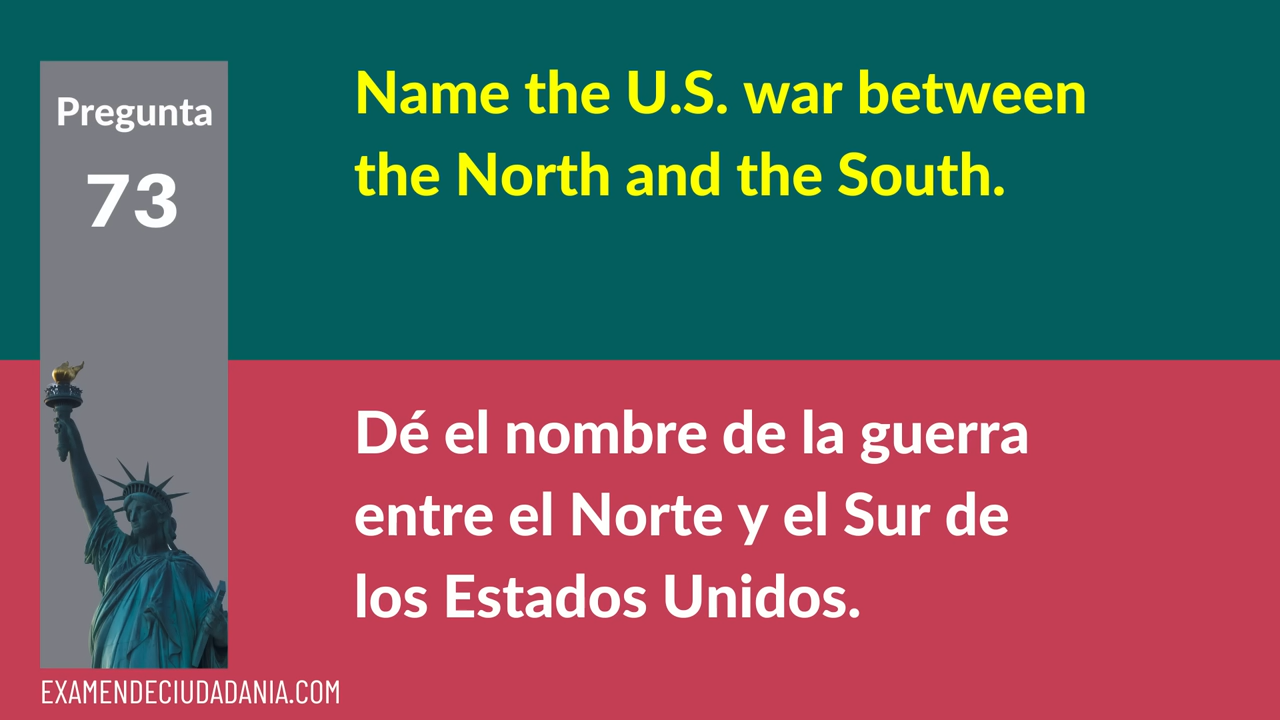 Pregunta
73
Name the U.S. war between
the North and the South.
Dé el nombre de la guerra
entre el Norte y el Sur de
los Estados Unidos.
EXAMENDECIUDADANIA.COM